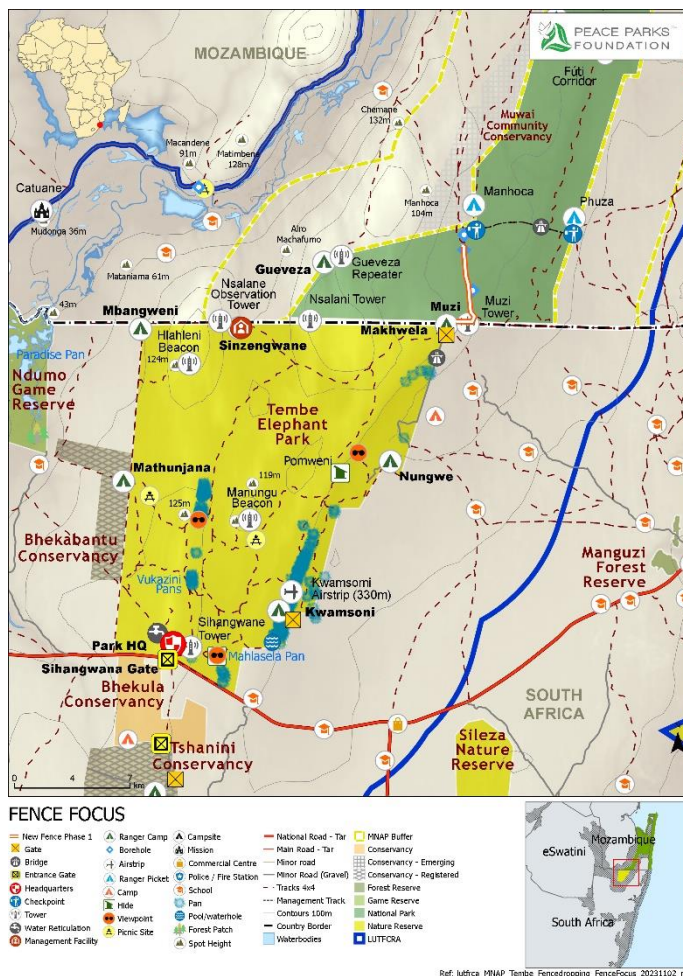 PEACE PARKS
FOUNDATION
MOZAMBIQUE
Fúti
Corridor
Chemane
132m
Muwai
Community
Conservancy
Macandene
91m
Matimbene
128m
Catuane
Manhoca
Phuza
Manhoca
104m
Mudonga 36m
Alro
Machafumo
Gueveza
Gueveza
Repeater
Mataniama 61m
Nsalane
Observation
Tower
Nsalani Tower
Muzi
Muzi
Tower
43m
Mbangweni
Sinzengwane
Makhwela
Hlahleni
Beacon
124m
Paradise Pan
Ndumo
Game
Reserve
Tembe
Elephant
Park
Pomweni
Mathunjana
119m
Nungwe
Manungu
Beacon
125m
Bhekabantu
Conservancy
Manguzi
Forest
Reserve
Vukazini
Pans
Kwamsomi
Airstrip (330m)
Kwamsoni
Sihangwane
Tower
Park HQ
Mahlasela Pan
Sihangwana Gate
Bhekula
Conservancy
SOUTH
AFRICA
Tshanini
Conservancy
Sileza
Nature
Reserve
0 4 7 km
FENCE FOCUS
New Fence Phase 1
Gate
Bridge
Entrance Gate
Headquarters
Checkpoint
Tower
Water Reticulation
Management Facility
Ranger Camp
Borehole
Airstrip
Ranger Picket
Camp
Hide
Viewpoint
Picnic Site
Campsite
Mission
Commercial Centre
Police / Fire Station
School
Pan
Pool/waterhole
Forest Patch
Spot Height
National Road - Tar
Main Road - Tar
Minor road
Minor Road (Gravel)
Tracks 4x4
Management Track
Contours 100m
Country Border
Waterbodies
MNAP Buffer
Conservancy
Conservancy - Emerging
Conservancy - Registered
Forest Reserve
Game Reserve
National Park
Nature Reserve
LUTFCRA
Mozambique
eSwatini
South Africa